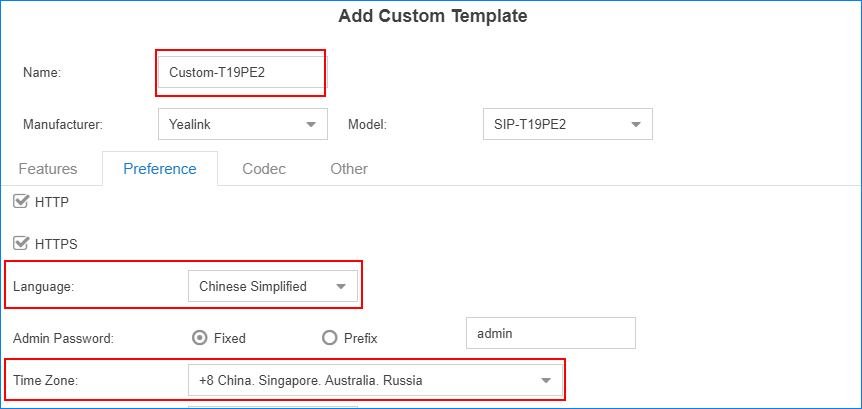 Add Custom Template
Name: Custom-T19PE2
Manufacturer: Yealink Model: SIP-T19PE2
Features Preference Codec Other
HTTP
HTTPS
Language: Chinese Simplified
Admin Password: Fixed Prefix admin
Time Zone: +8 China. Singapore. Australia. Russia